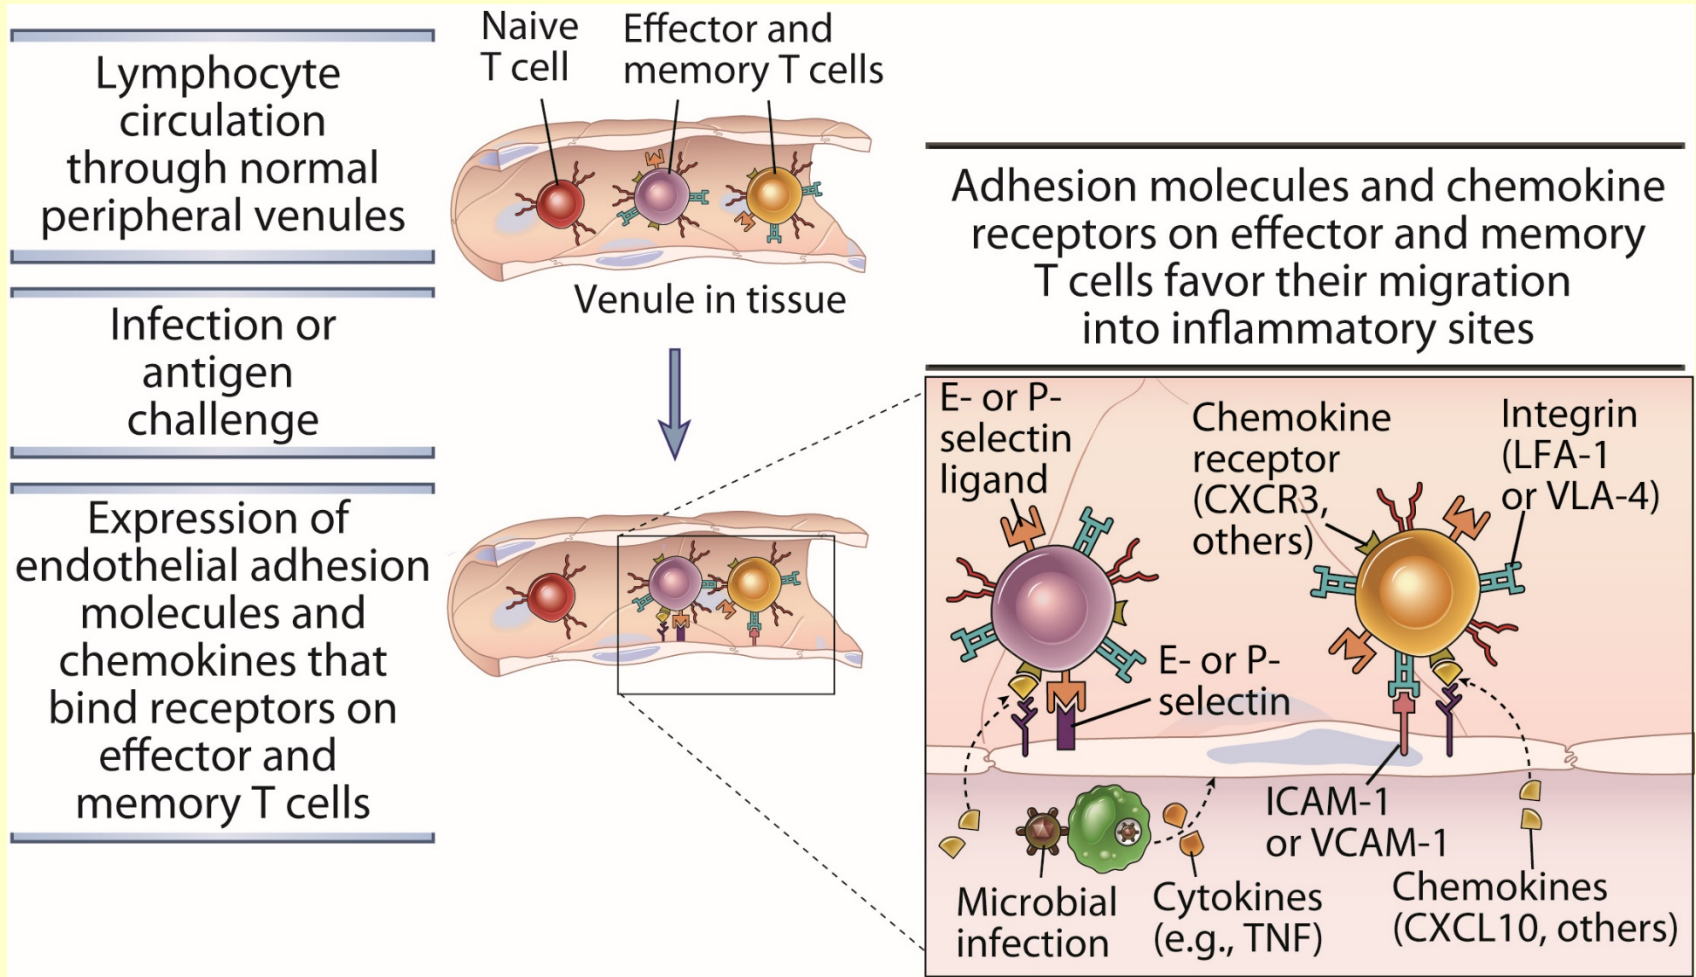 Lymphocyte
circulation
through normal
peripheral venules
Infection or
antigen
challenge
Expression of
endothelial adhesion
molecules and
chemokines that
bind receptors on
effector and
memory T cells
Naive
T cell
Effector and
memory T cells
Venule in tissue
Adhesion molecules and chemokine
receptors on effector and memory
T cells favor their migration
into inflammatory sites
E- or P-
selectin
ligand
Chemokine
receptor
(CXCR3,
others)
Integrin
(LFA-1
or VLA-4)
E- or P-
selectin
ICAM-1
or VCAM-1
Microbial
infection
Cytokines
(e.g., TNF)
Chemokines
(CXCL10, others)